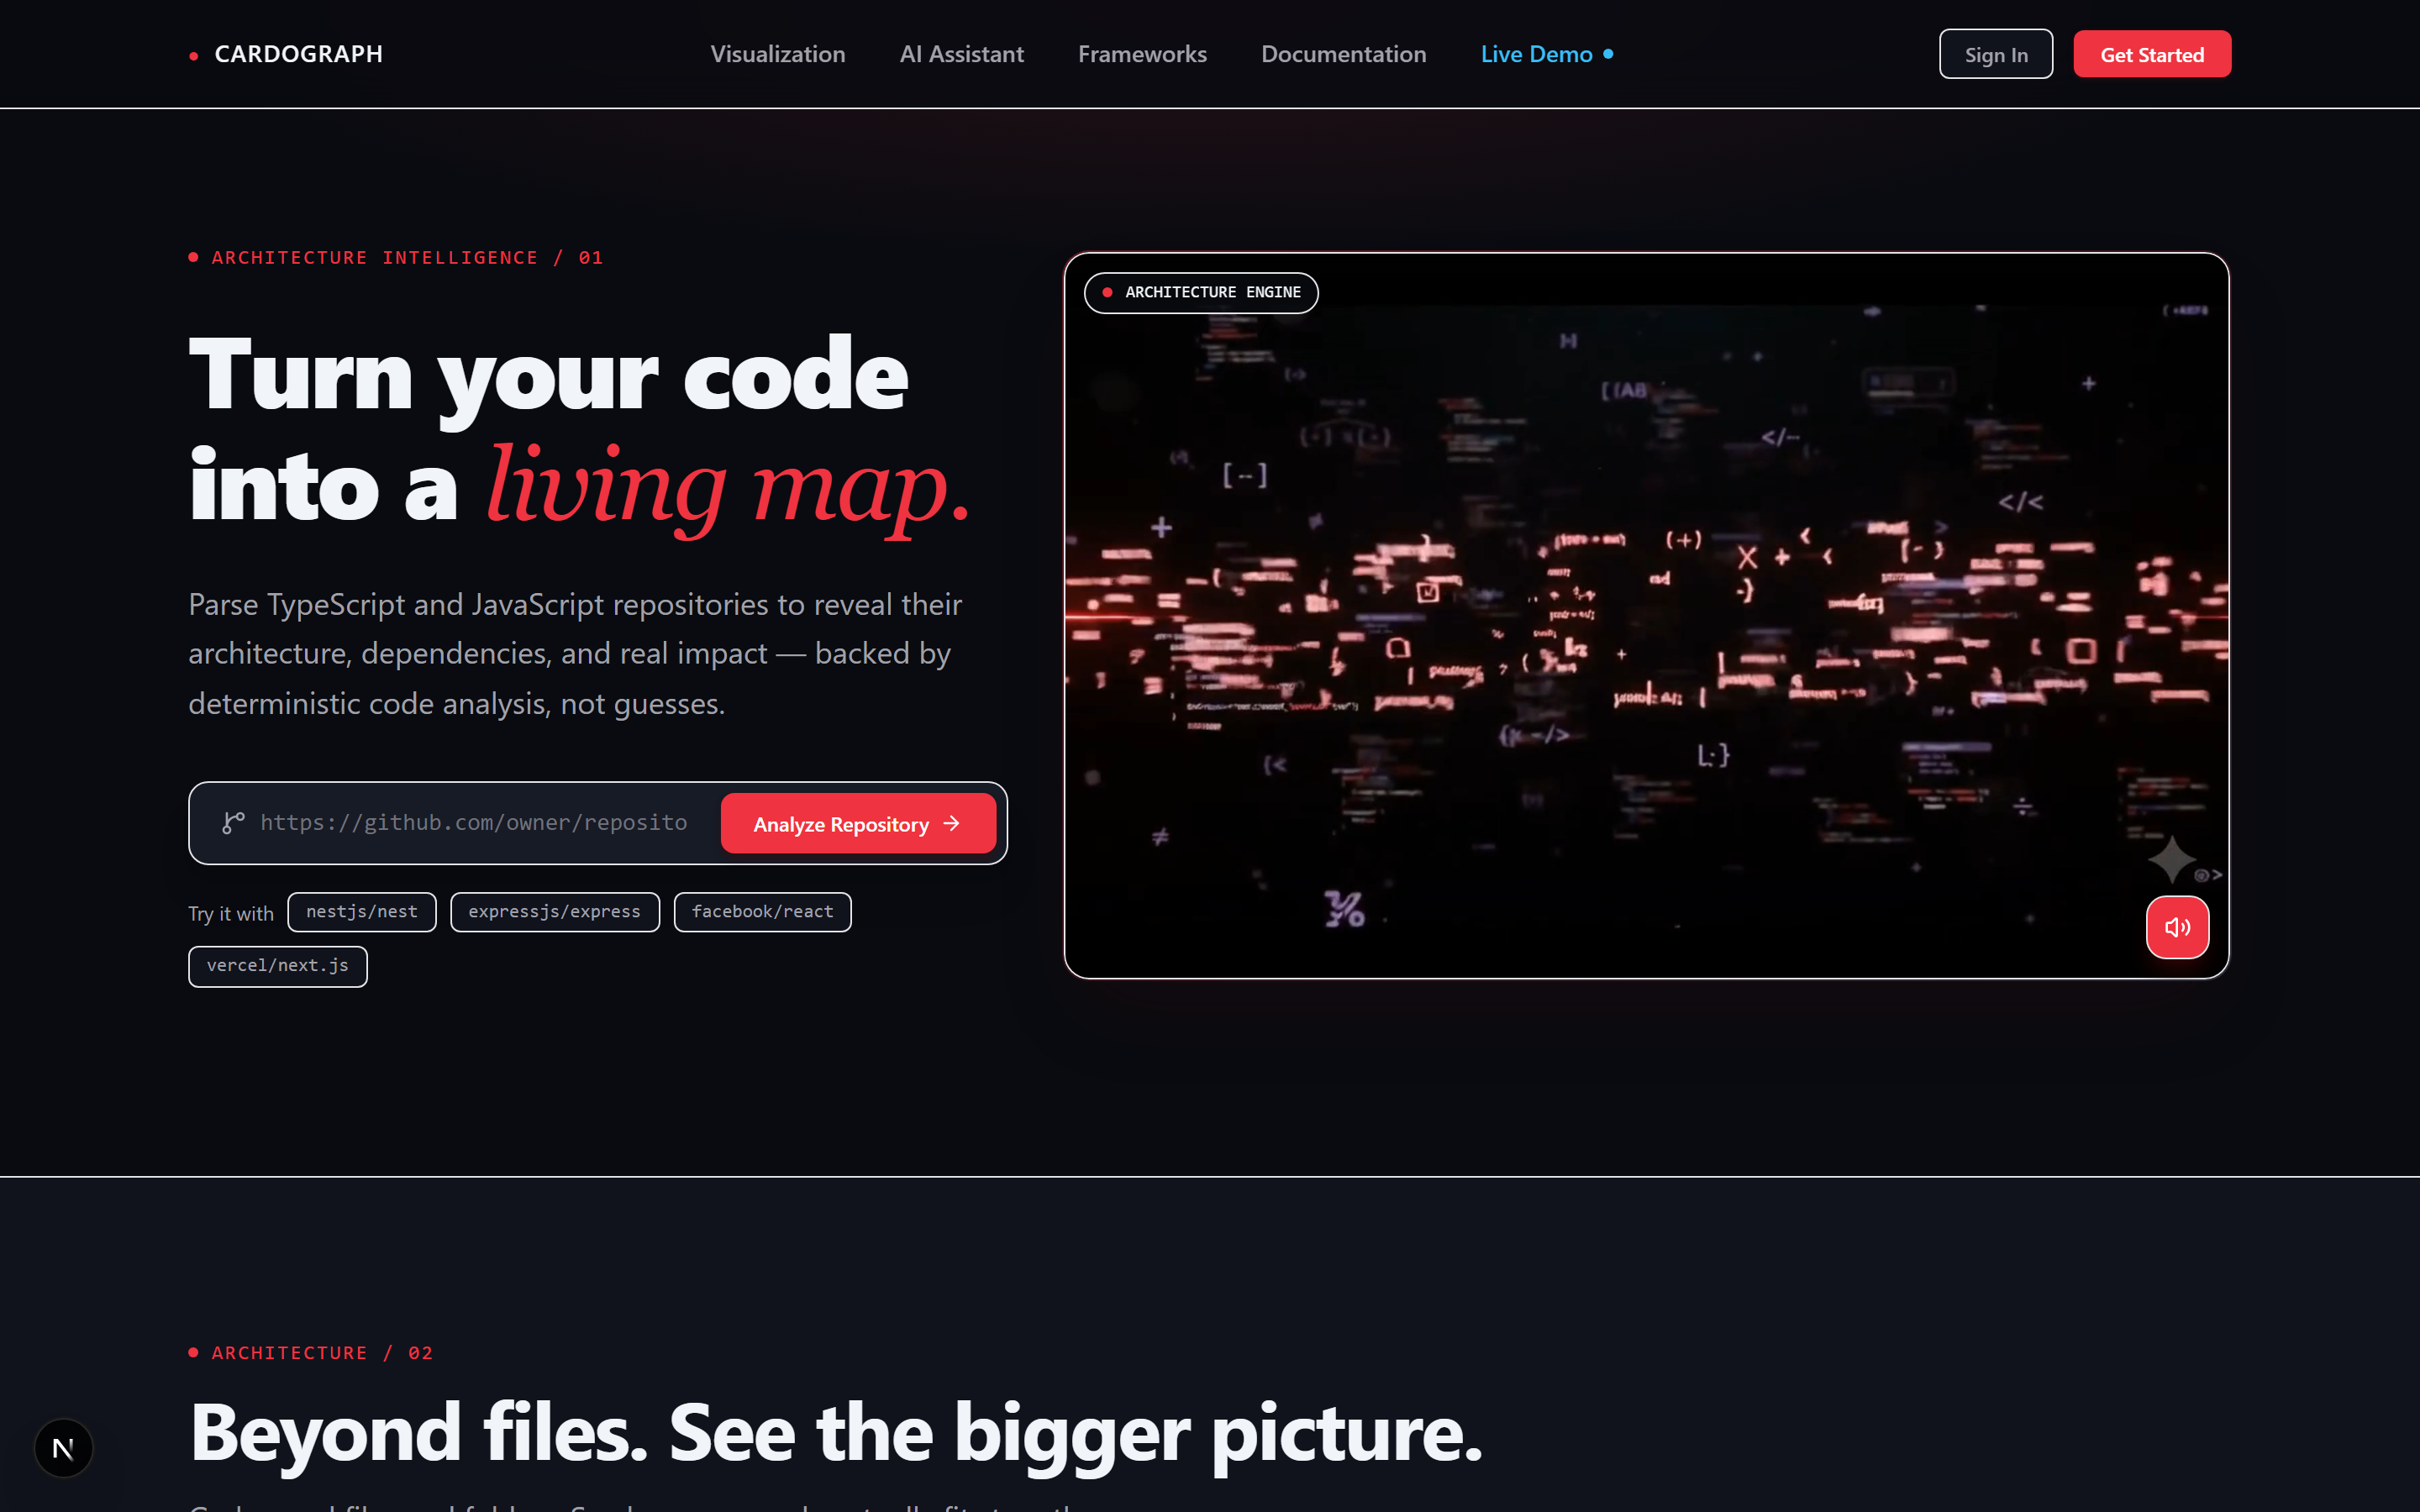 CARDOGRAPH
Visualization
AI Assistant
Frameworks
Documentation
Live Demo
Sign In
Get Started
ARCHITECTURE INTELLIGENCE / 01
Turn your code
into a living map.
Parse TypeScript and JavaScript repositories to reveal their
architecture, dependencies, and real impact — backed by
deterministic code analysis, not guesses.
https://github.com/owner/reposito
Analyze Repository →
Try it with
nestjs/nest
expressjs/express
facebook/react
vercel/next.js
ARCHITECTURE ENGINE
ARCHITECTURE / 02
Beyond files. See the bigger picture.
N